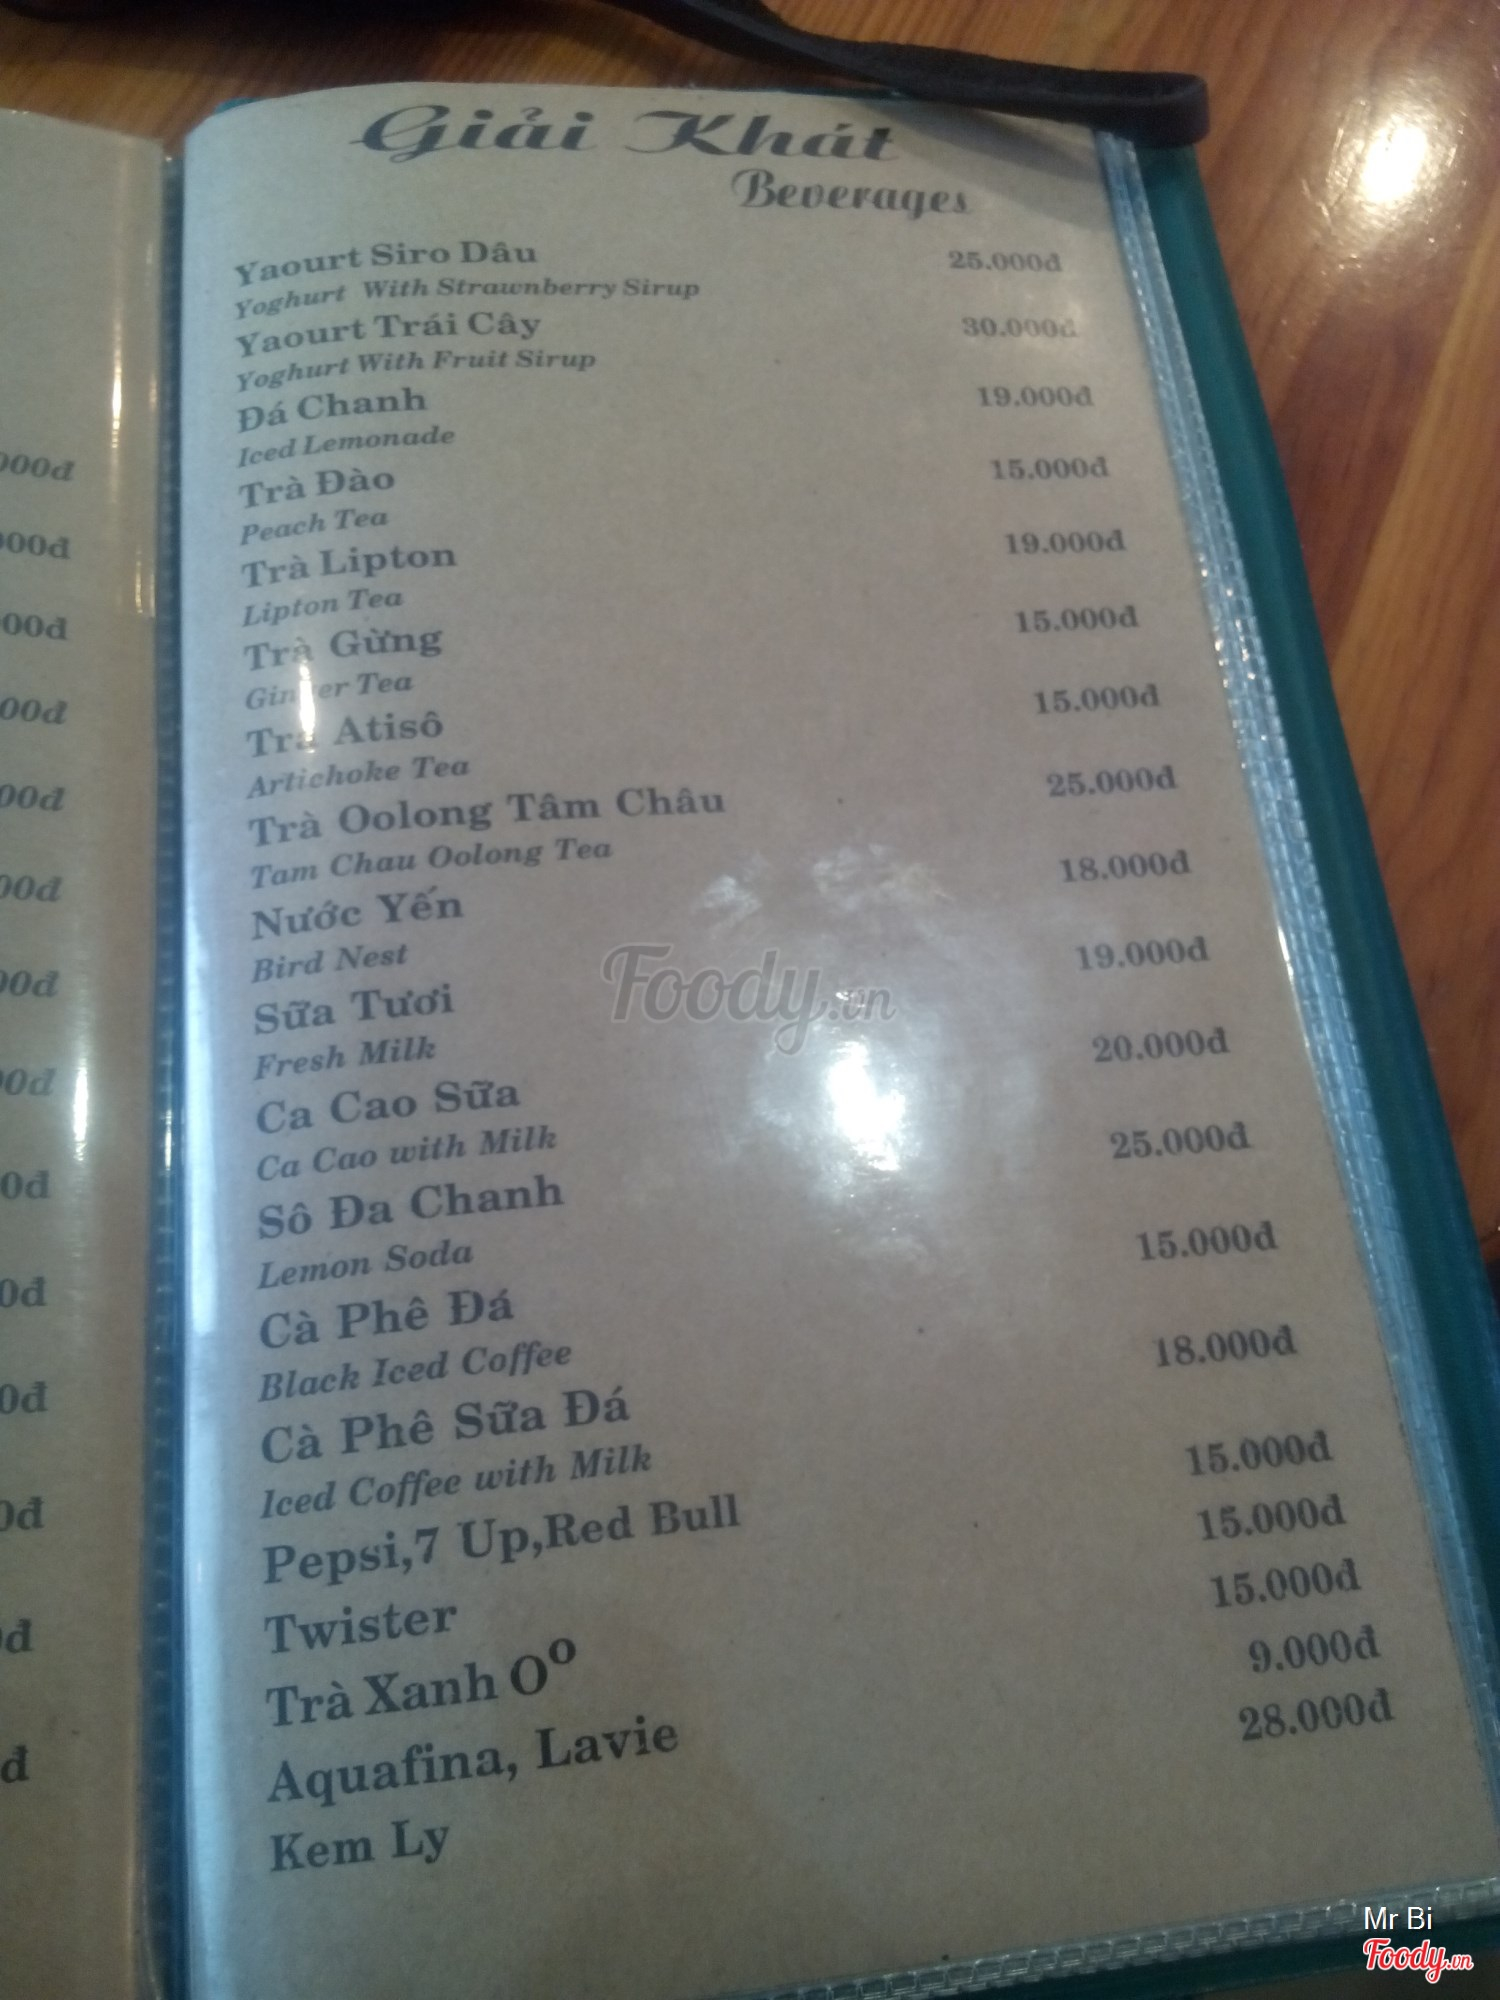 Giải Khát
Beverages
Yaourt Siro Dâu 25.000đ
Yoghurt With Strawnberry Sirup
Yaourt Trái Cây 30.000đ
Yoghurt With Fruit Sirup
Đá Chanh 19.000đ
Iced Lemonade
Trà Đào 15.000đ
Peach Tea
Trà Lipton 19.000đ
Lipton Tea
Trà Gừng 15.000đ
Ginger Tea
Trà Atisô 15.000đ
Artichoke Tea
Trà Oolong Tâm Châu 25.000đ
Tam Chau Oolong Tea
Nước Yến 18.000đ
Bird Nest
Sữa Tươi 19.000đ
Fresh Milk
Ca Cao Sữa 20.000đ
Ca Cao with Milk
Sô Đa Chanh 25.000đ
Lemon Soda
Cà Phê Đá 15.000đ
Black Iced Coffee
Cà Phê Sữa Đá 18.000đ
Iced Coffee with Milk
Pepsi,7 Up,Red Bull 15.000đ
Twister 15.000đ
Trà Xanh Oº 15.000đ
Aquafina, Lavie 9.000đ
Kem Ly 28.000đ
Foody.vn
Mr Bi
Foody.vn